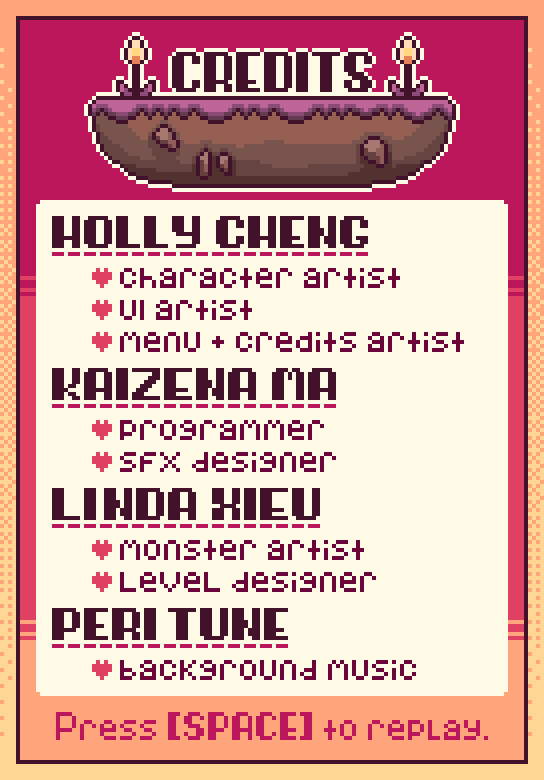 CREDITS
HOLLY CHENG
character artist
UI artist
menu + credits artist
KAIZENA MA
programmer
SFX designer
LINDA XIEU
monster artist
Level designer
PERI TUNE
background music
Press [SPACE] to replay.